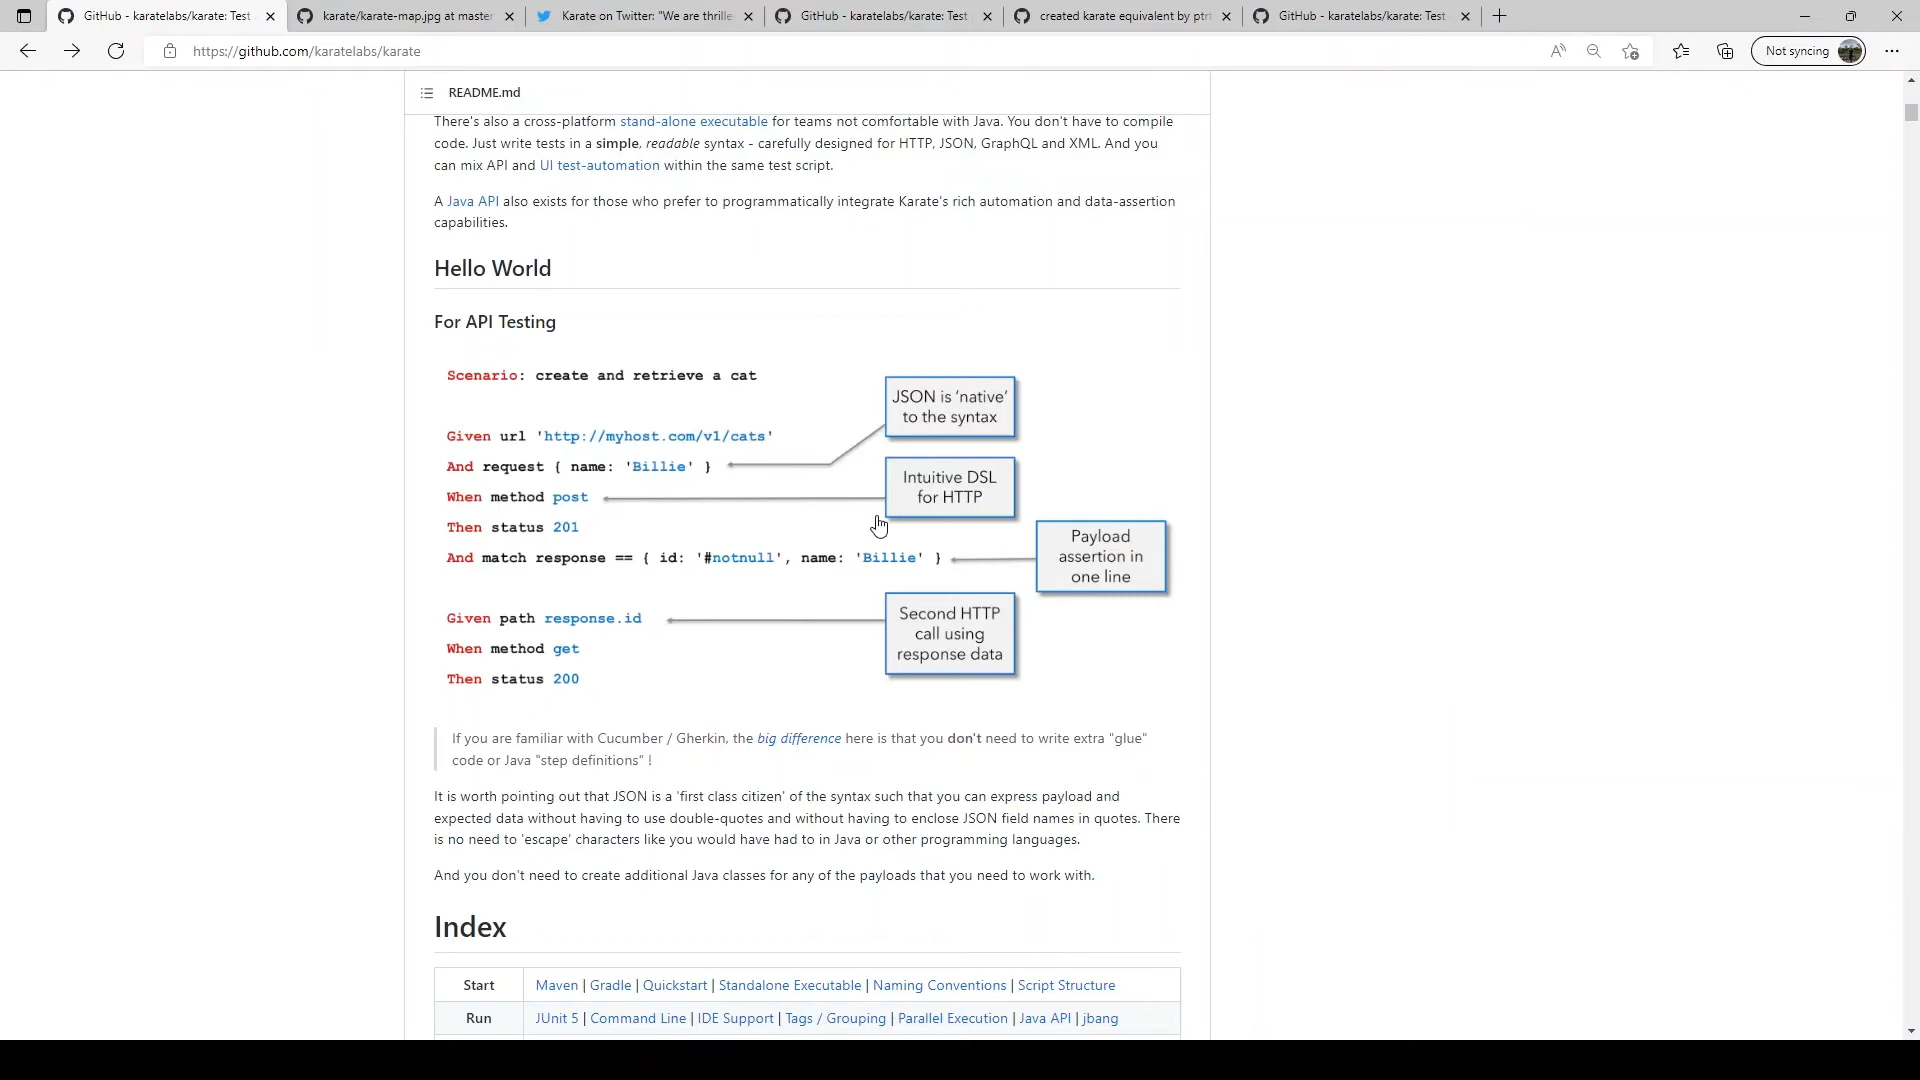 GitHub - karatelabs/karate: Test
karate/karate-map.jpg at master
Karate on Twitter: "We are thrille
GitHub - karatelabs/karate: Test
created karate equivalent by ptrt
GitHub - karatelabs/karate: Test
https://github.com/karatelabs/karate
Not syncing
README.md
There's also a cross-platform stand-alone executable for teams not comfortable with Java. You don't have to compile
code. Just write tests in a simple, readable syntax - carefully designed for HTTP, JSON, GraphQL and XML. And you
can mix API and UI test-automation within the same test script.
A Java API also exists for those who prefer to programmatically integrate Karate's rich automation and data-assertion
capabilities.
Hello World
For API Testing
Scenario: create and retrieve a cat
JSON is 'native'
to the syntax
Given url 'http://myhost.com/v1/cats'
And request { name: 'Billie' }
Intuitive DSL
for HTTP
When method post
Then status 201
And match response == { id: '#notnull', name: 'Billie' }
Payload
assertion in
one line
Given path response.id
When method get
Then status 200
Second HTTP
call using
response data
If you are familiar with Cucumber / Gherkin, the big difference here is that you don't need to write extra "glue"
code or Java "step definitions" !
It is worth pointing out that JSON is a 'first class citizen' of the syntax such that you can express payload and
expected data without having to use double-quotes and without having to enclose JSON field names in quotes. There
is no need to 'escape' characters like you would have had to in Java or other programming languages.
And you don't need to create additional Java classes for any of the payloads that you need to work with.
Index
Start Maven | Gradle | Quickstart | Standalone Executable | Naming Conventions | Script Structure
Run JUnit 5 | Command Line | IDE Support | Tags / Grouping | Parallel Execution | Java API | jbang